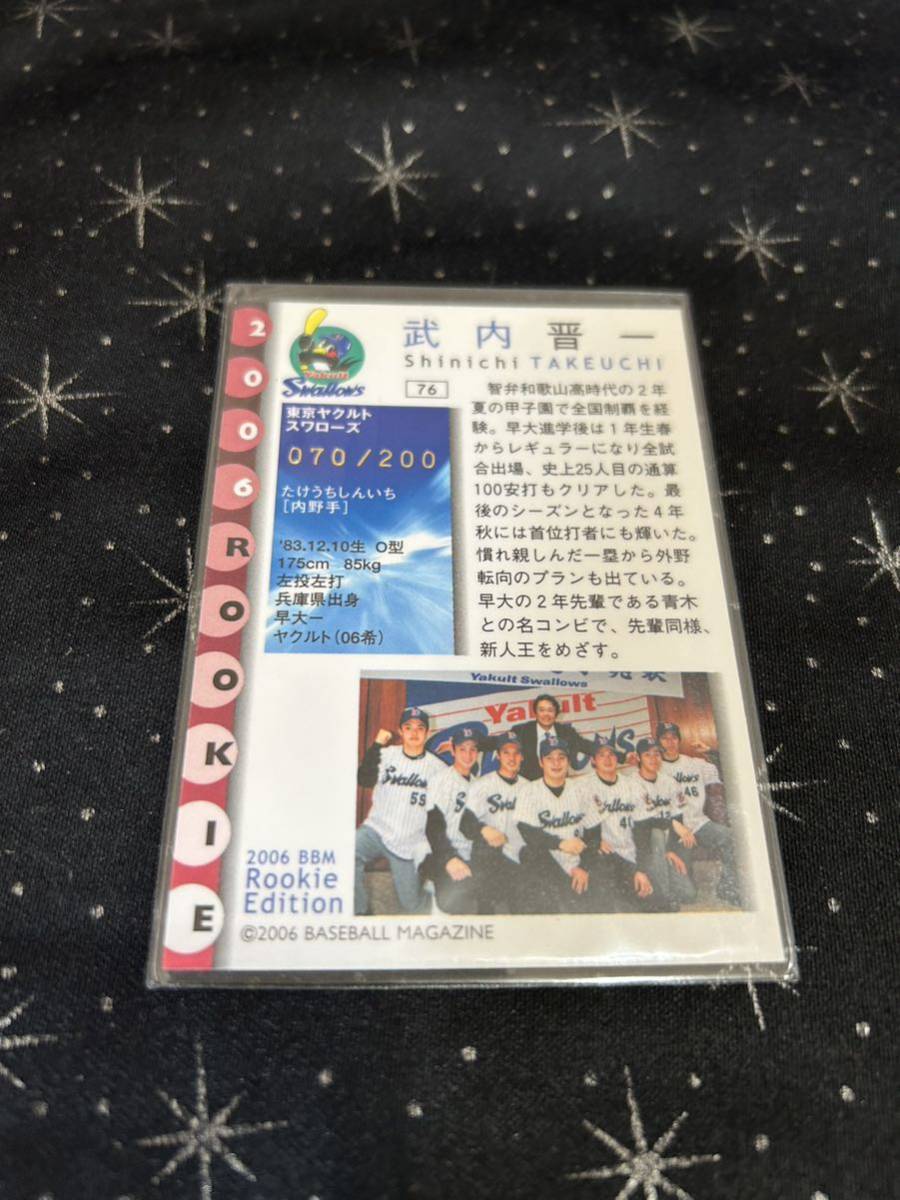 2006 ROOKIE
Yakult
Swallows
武内晋一
Shinichi TAKEUCHI
76
東京ヤクルト
スワローズ
070/200
たけうちしんいち
[内野手]
'83.12.10生 O型
175cm 85kg
左投左打
兵庫県出身
早大ー
ヤクルト(06希)
智弁和歌山高時代の2年
夏の甲子園で全国制覇を経
験。早大進学後は1年生春
からレギュラーになり全試
合出場、史上25人目の通算
100安打もクリアした。最
後のシーズンとなった4年
秋には首位打者にも輝いた。
慣れ親しんだ一塁から外野
転向のプランも出ている。
早大の2年先輩である青木
との名コンビで、先輩同様、
新人王をめざす。
Yakult Swallows
Yakult
Swallows
59
Swallows
41
46
2006 BBM
Rookie
Edition
©2006 BASEBALL MAGAZINE